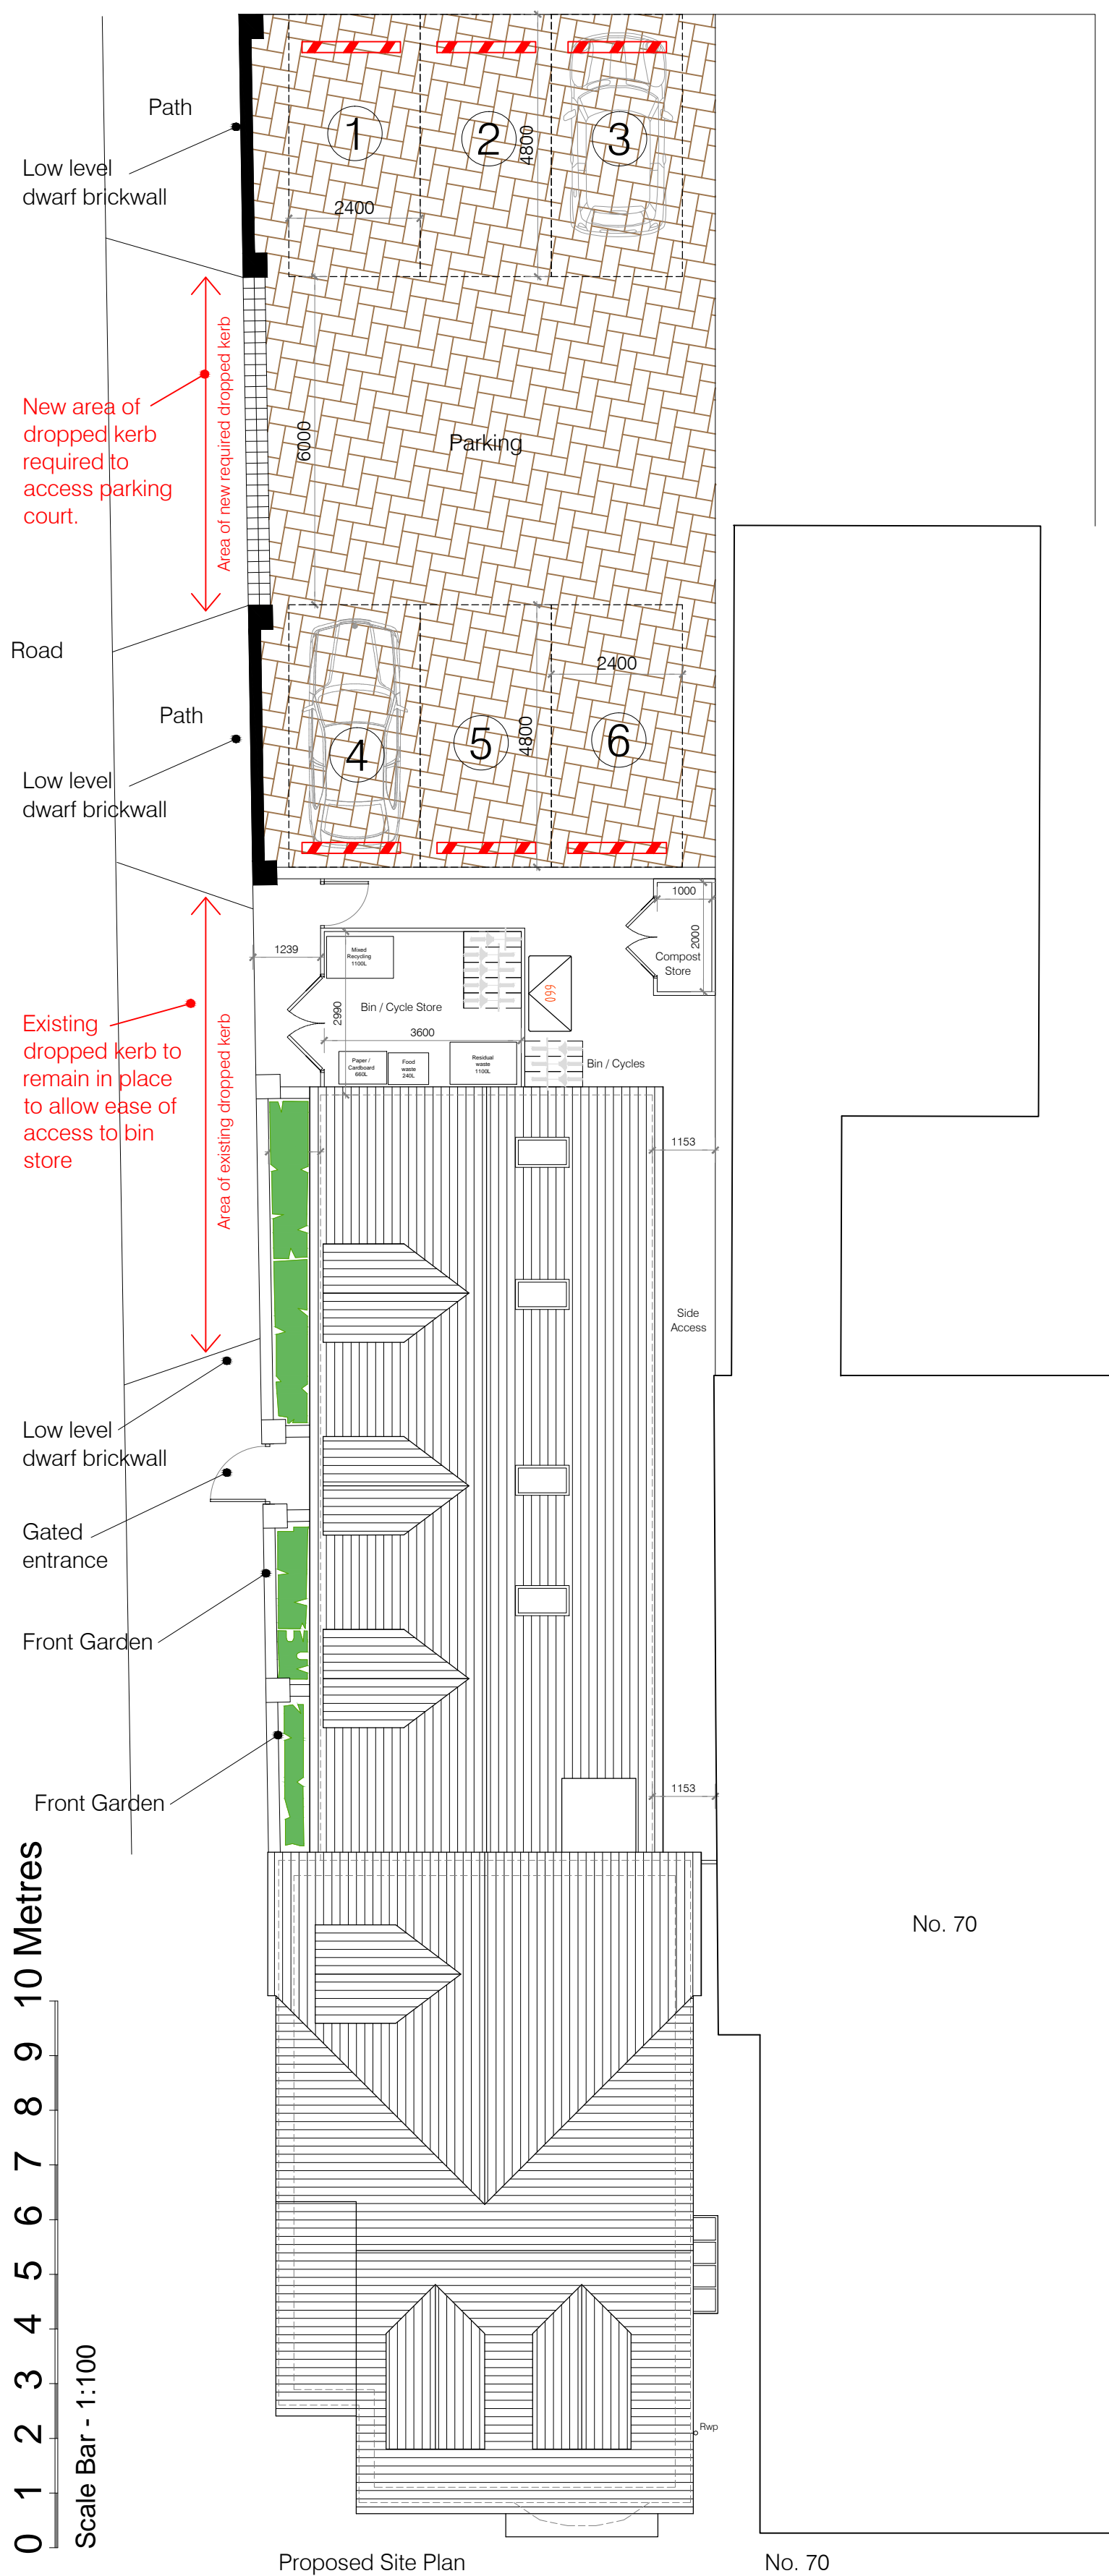 Path
Low level
dwarf brickwall
1
2
3
4800
2400
New area of
dropped kerb
required to
access parking
court.
Area of new required dropped kerb
6000
Parking
Road
Path
Low level
dwarf brickwall
2400
4
5
6
4800
1239
1000
2000
Compost
Store
Mixed
Recycling
1100L
Bin / Cycle Store
2990
3600
660
Paper /
Cardboard
660L
Food
waste
240L
Residual
waste
1100L
Bin / Cycles
Existing
dropped kerb to
remain in place
to allow ease of
access to bin
store
Area of existing dropped kerb
1153
Side
Access
Low level
dwarf brickwall
Gated
entrance
Front Garden
Front Garden
1153
No. 70
0 1 2 3 4 5 6 7 8 9 10 Metres
Scale Bar - 1:100
Rwp
Proposed Site Plan
No. 70